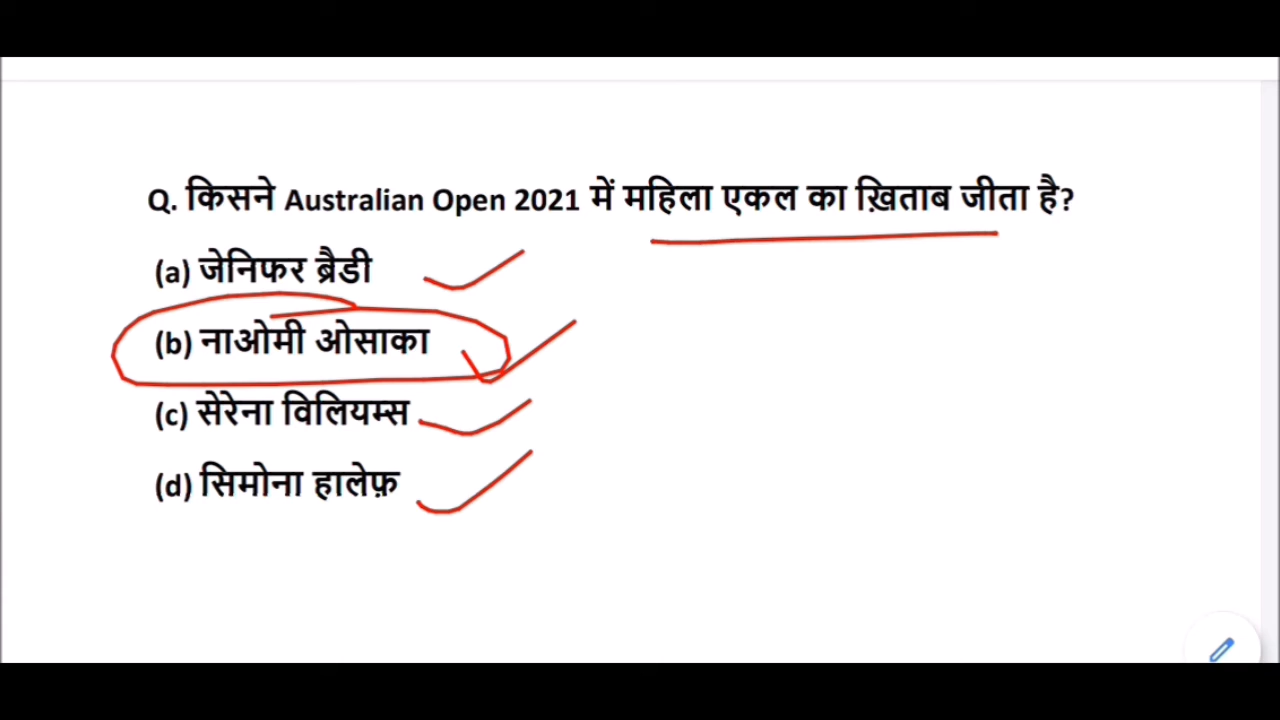 Q. किसने Australian Open 2021 में महिला एकल का ख़िताब जीता है?
(a) जेनिफर ब्रैडी
(b) नाओमी ओसाका
(c) सेरेना विलियम्स
(d) सिमोना हालेफ़